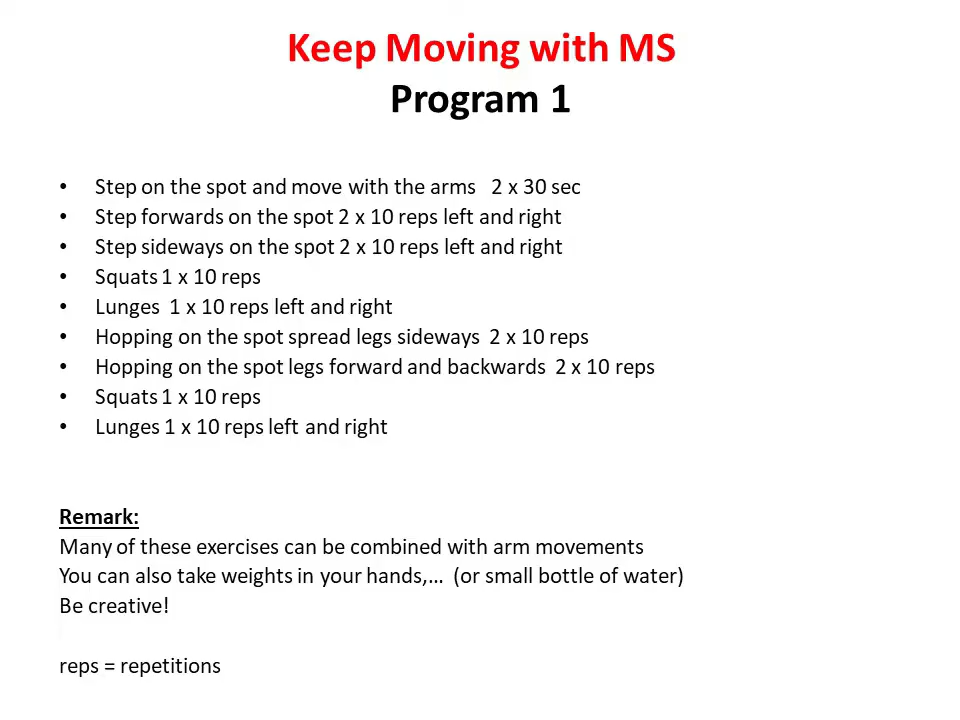 Keep Moving with MS
Program 1
• Step on the spot and move with the arms 2 x 30 sec
• Step forwards on the spot 2 x 10 reps left and right
• Step sideways on the spot 2 x 10 reps left and right
• Squats 1 x 10 reps
• Lunges 1 x 10 reps left and right
• Hopping on the spot spread legs sideways 2 x 10 reps
• Hopping on the spot legs forward and backwards 2 x 10 reps
• Squats 1 x 10 reps
• Lunges 1 x 10 reps left and right
Remark:
Many of these exercises can be combined with arm movements
You can also take weights in your hands,... (or small bottle of water)
Be creative!
reps = repetitions